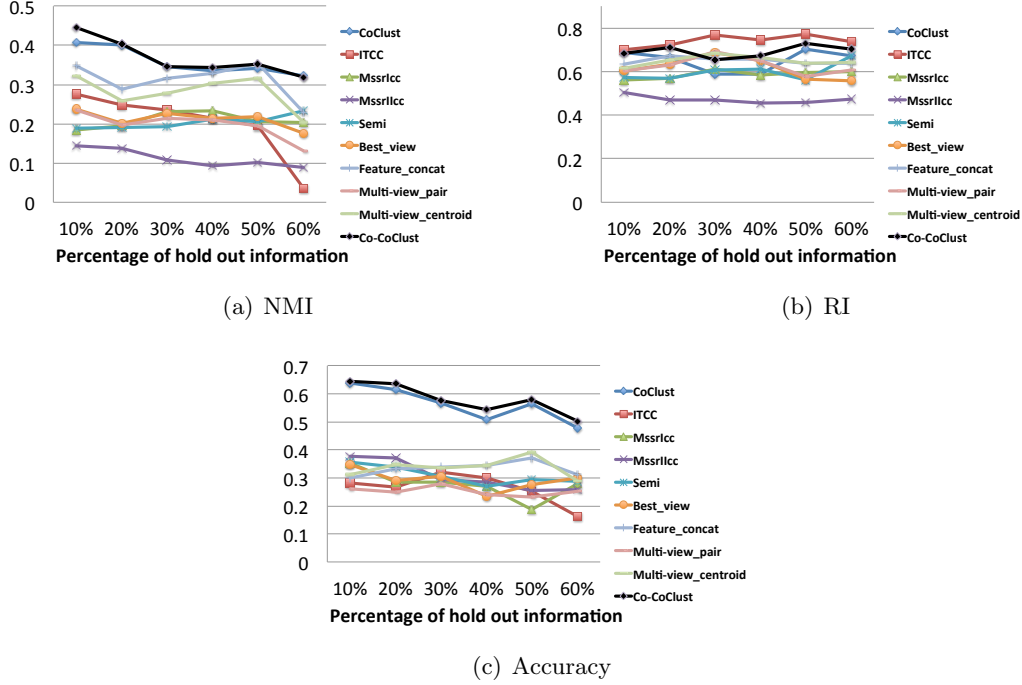 0.5
0.4
0.3
0.2
0.1
0
10% 20% 30% 40% 50% 60%
Percentage of hold out information
CoClust
ITCC
MssrIcc
MssrIIcc
Semi
Best_view
Feature_concat
Multi-view_pair
Multi-view_centroid
Co-CoClust
(a) NMI
0.8
0.6
0.4
0.2
0
10% 20% 30% 40% 50% 60%
Percentage of hold out information
CoClust
ITCC
MssrIcc
MssrIIcc
Semi
Best_view
Feature_concat
Multi-view_pair
Multi-view_centroid
Co-CoClust
(b) RI
0.7
0.6
0.5
0.4
0.3
0.2
0.1
0
10% 20% 30% 40% 50% 60%
Percentage of hold out information
CoClust
ITCC
MssrIcc
MssrIIcc
Semi
Best_view
Feature_concat
Multi-view_pair
Multi-view_centroid
Co-CoClust
(c) Accuracy